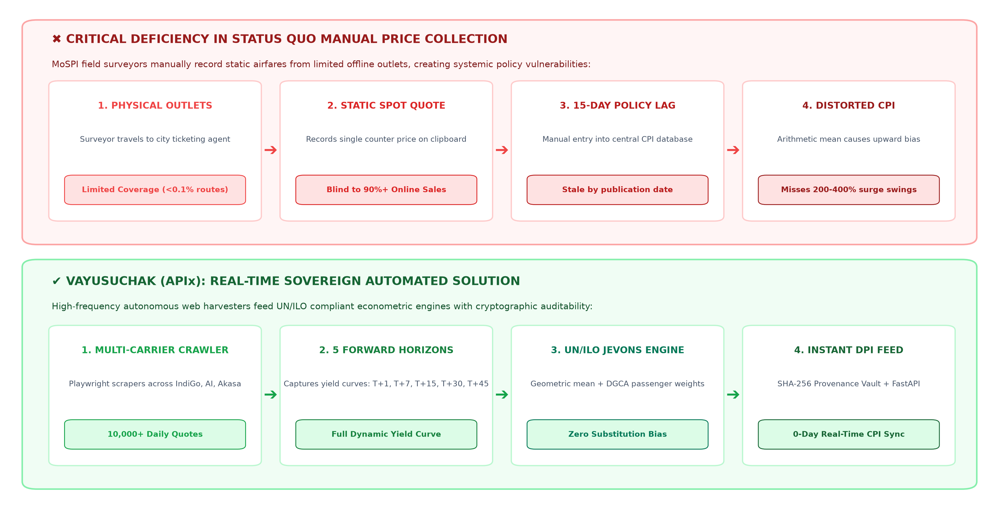 ✖ CRITICAL DEFICIENCY IN STATUS QUO MANUAL PRICE COLLECTION
MoSPI field surveyors manually record static airfares from limited offline outlets, creating systemic policy vulnerabilities:
1. PHYSICAL OUTLETS
Surveyor travels to city ticketing agent
Limited Coverage (<0.1% routes)
➔
2. STATIC SPOT QUOTE
Records single counter price on clipboard
Blind to 90%+ Online Sales
➔
3. 15-DAY POLICY LAG
Manual entry into central CPI database
Stale by publication date
➔
4. DISTORTED CPI
Arithmetic mean causes upward bias
Misses 200-400% surge swings
✔ VAYUSUCHAK (APIx): REAL-TIME SOVEREIGN AUTOMATED SOLUTION
High-frequency autonomous web harvesters feed UN/ILO compliant econometric engines with cryptographic auditability:
1. MULTI-CARRIER CRAWLER
Playwright scrapers across IndiGo, AI, Akasa
10,000+ Daily Quotes
➔
2. 5 FORWARD HORIZONS
Captures yield curves: T+1, T+7, T+15, T+30, T+45
Full Dynamic Yield Curve
➔
3. UN/ILO JEVONS ENGINE
Geometric mean + DGCA passenger weights
Zero Substitution Bias
➔
4. INSTANT DPI FEED
SHA-256 Provenance Vault + FastAPI
0-Day Real-Time CPI Sync